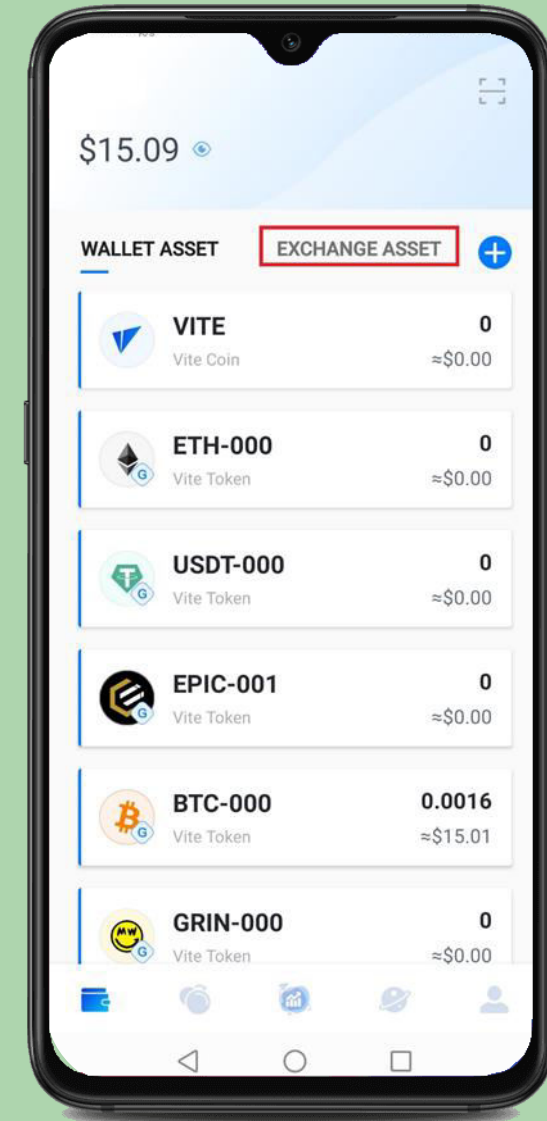 $15.09
WALLET ASSET EXCHANGE ASSET
VITE 0
Vite Coin ≈$0.00
ETH-000 0
G
Vite Token ≈$0.00
USDT-000 0
G
Vite Token ≈$0.00
EPIC-001 0
G
Vite Token ≈$0.00
BTC-000 0.0016
G
Vite Token ≈$15.01
GRIN-000 0
MW
G
Vite Token ≈$0.00